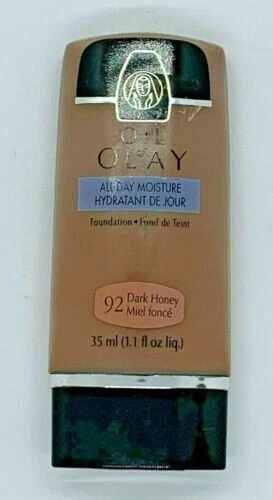 OIL
OLAY
ALL DAY MOISTURE
HYDRATANT DE JOUR
Foundation • Fond de Teint
92 Dark Honey
Miel foncé
35 ml (1.1 fl oz liq.)